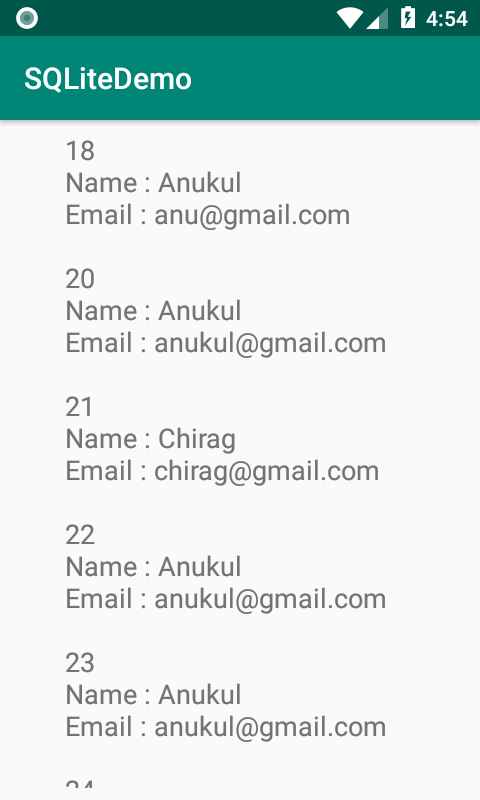 4:54
SQLiteDemo
18
Name : Anukul
Email : anu@gmail.com
20
Name : Anukul
Email : anukul@gmail.com
21
Name : Chirag
Email : chirag@gmail.com
22
Name : Anukul
Email : anukul@gmail.com
23
Name : Anukul
Email : anukul@gmail.com
24